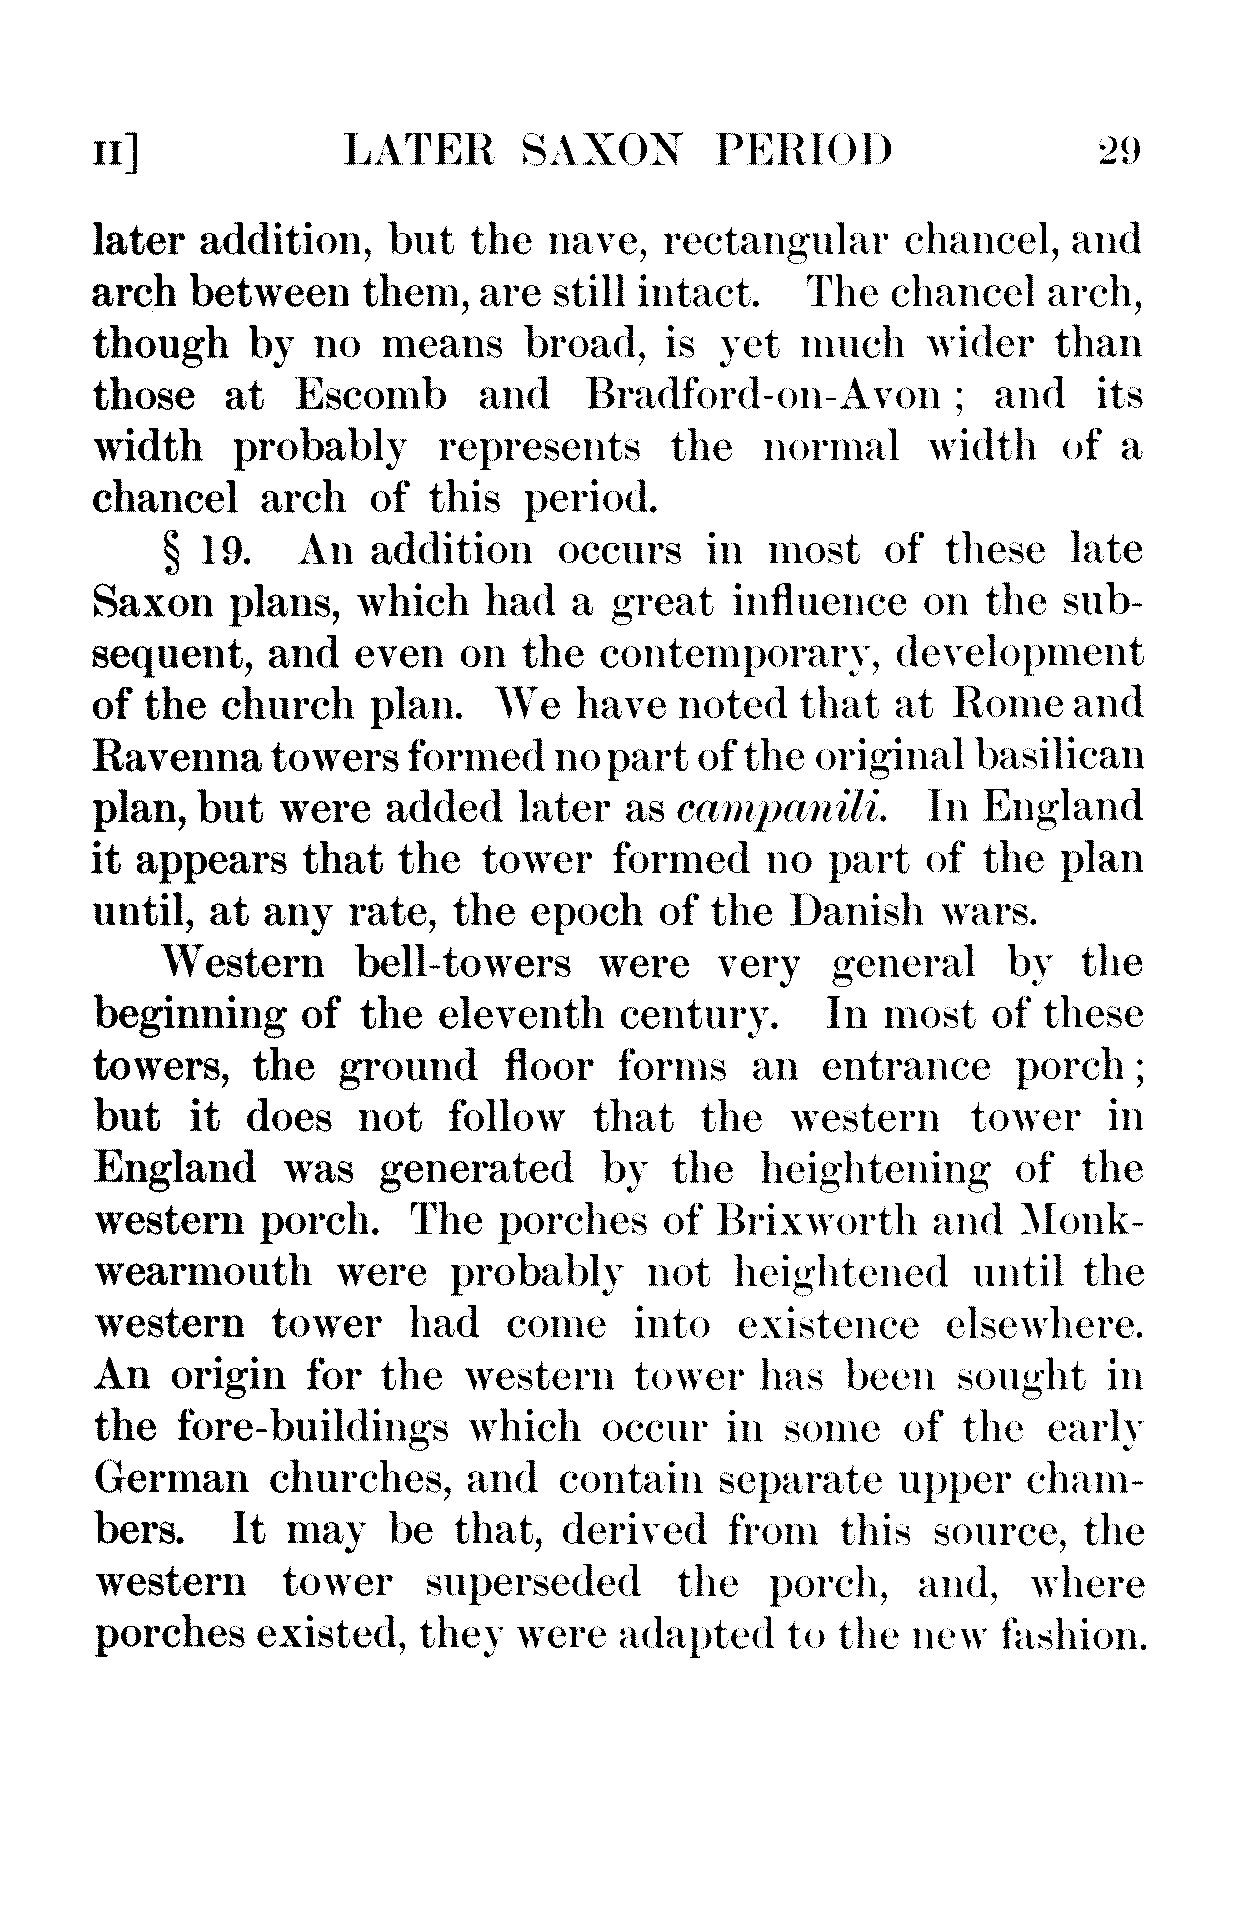 II] LATER SAXON PERIOD 29
later addition, but the nave, rectangular chancel, and
arch between them, are still intact. The chancel arch,
though by no means broad, is yet much wider than
those at Escomb and Bradford-on-Avon ; and its
width probably represents the normal width of a
chancel arch of this period.
§ 19. An addition occurs in most of these late
Saxon plans, which had a great influence on the sub-
sequent, and even on the contemporary, development
of the church plan. We have noted that at Rome and
Ravenna towers formed no part of the original basilican
plan, but were added later as campanili. In England
it appears that the tower formed no part of the plan
until, at any rate, the epoch of the Danish wars.
Western bell-towers were very general by the
beginning of the eleventh century. In most of these
towers, the ground floor forms an entrance porch ;
but it does not follow that the western tower in
England was generated by the heightening of the
western porch. The porches of Brixworth and Monk-
wearmouth were probably not heightened until the
western tower had come into existence elsewhere.
An origin for the western tower has been sought in
the fore-buildings which occur in some of the early
German churches, and contain separate upper cham-
bers. It may be that, derived from this source, the
western tower superseded the porch, and, where
porches existed, they were adapted to the new fashion.